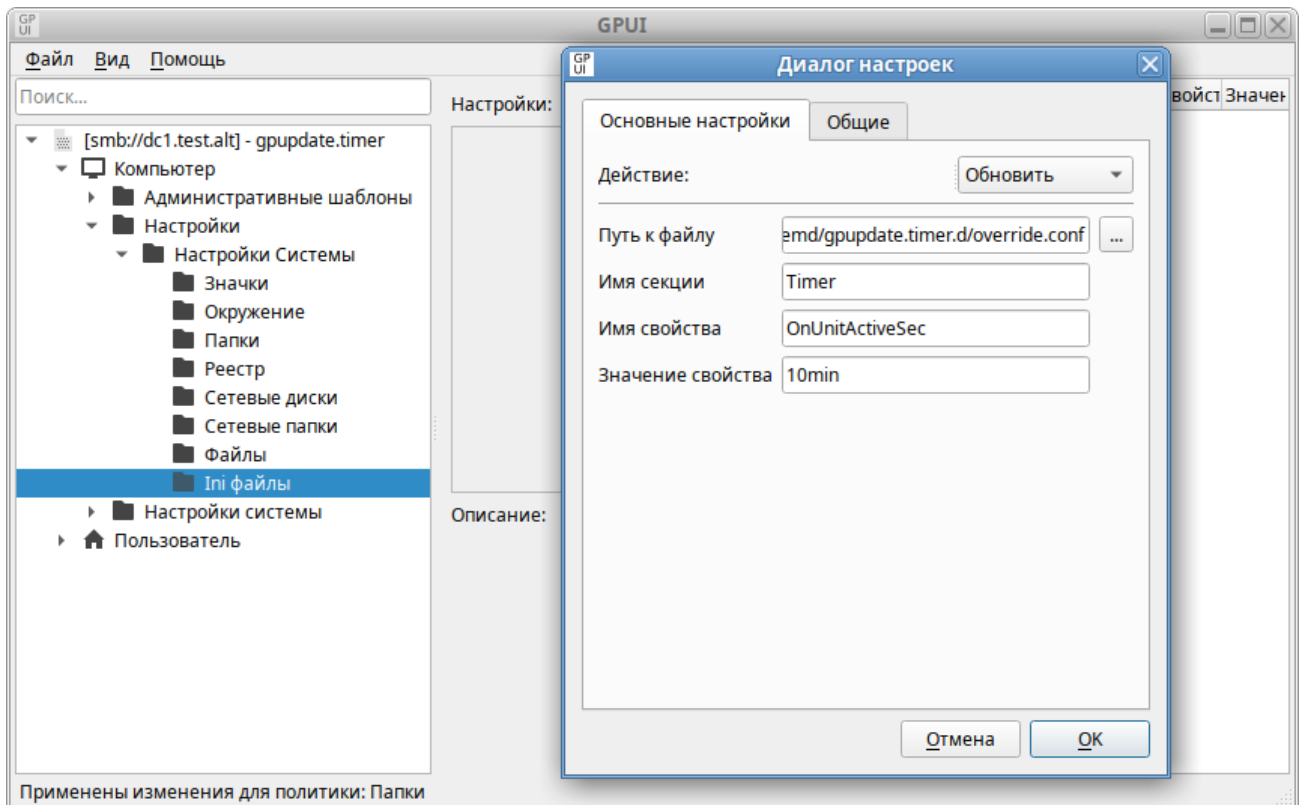 GP
UI
GPUI
Файл Вид Помощь
Поиск...
[smb://dc1.test.alt] - gpupdate.timer
Компьютер
Административные шаблоны
Настройки
Настройки Системы
Значки
Окружение
Папки
Реестр
Сетевые диски
Сетевые папки
Файлы
Ini файлы
Настройки системы
Пользователь
Настройки:
Описание:
войст Значен
GP
UI
Диалог настроек
Основные настройки Общие
Действие: Обновить
Путь к файлу emd/gpupdate.timer.d/override.conf ...
Имя секции Timer
Имя свойства OnUnitActiveSec
Значение свойства 10min
Отмена OK
Применены изменения для политики: Папки